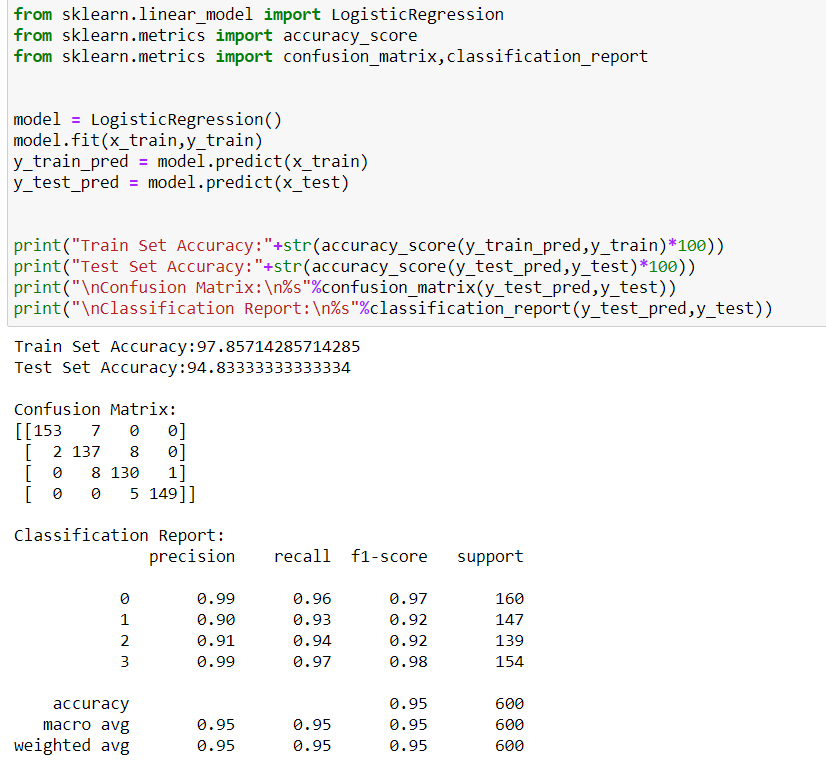 from sklearn.linear_model import LogisticRegression
from sklearn.metrics import accuracy_score
from sklearn.metrics import confusion_matrix,classification_report
model = LogisticRegression()
model.fit(x_train,y_train)
y_train_pred = model.predict(x_train)
y_test_pred = model.predict(x_test)
print("Train Set Accuracy:"+str(accuracy_score(y_train_pred,y_train)*100))
print("Test Set Accuracy:"+str(accuracy_score(y_test_pred,y_test)*100))
print("\nConfusion Matrix:\n%s"%confusion_matrix(y_test_pred,y_test))
print("\nClassification Report:\n%s"%classification_report(y_test_pred,y_test))
Train Set Accuracy:97.85714285714285
Test Set Accuracy:94.83333333333334
Confusion Matrix:
[[153   7   0   0]
 [  2 137   8   0]
 [  0   8 130   1]
 [  0   0   5 149]]
Classification Report:
              precision    recall  f1-score   support
           0       0.99      0.96      0.97       160
           1       0.90      0.93      0.92       147
           2       0.91      0.94      0.92       139
           3       0.99      0.97      0.98       154
    accuracy                           0.95       600
   macro avg       0.95      0.95      0.95       600
weighted avg       0.95      0.95      0.95       600